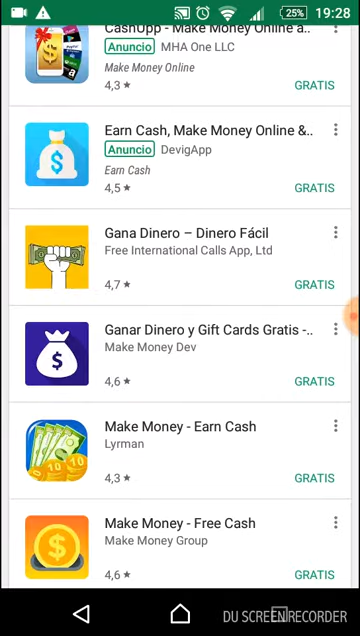 25% 19:28
CashUpp - Make Money Online a..
Anuncio MHA One LLC
Make Money Online
4,3 ★ GRATIS
Earn Cash, Make Money Online &..
Anuncio DevigApp
Earn Cash
4,5 ★ GRATIS
Gana Dinero – Dinero Fácil
Free International Calls App, Ltd
4,7 ★ GRATIS
Ganar Dinero y Gift Cards Gratis -..
Make Money Dev
4,6 ★ GRATIS
Make Money - Earn Cash
Lyrman
4,3 ★ GRATIS
Make Money - Free Cash
Make Money Group
4,6 ★ GRATIS
DU SCREEN RECORDER